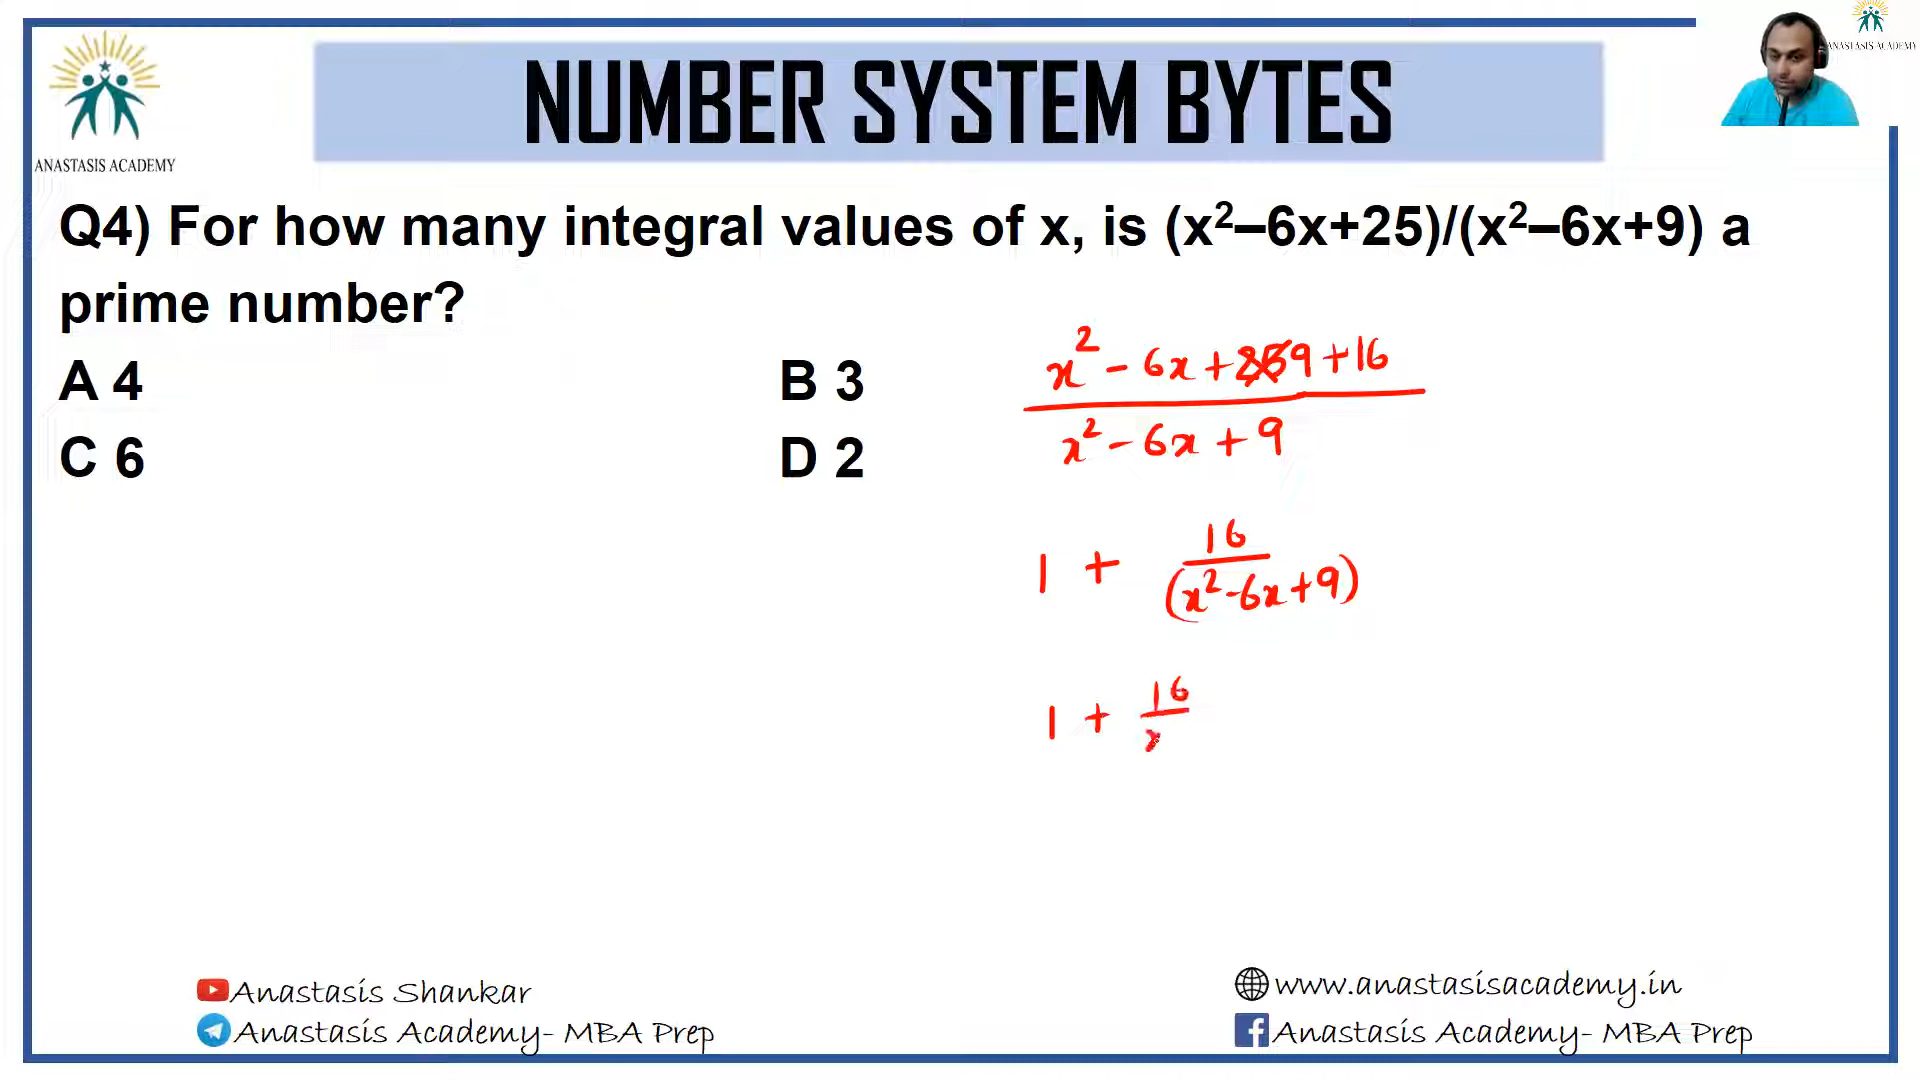 NUMBER SYSTEM BYTES
ANASTASIS ACADEMY
ANASTASIS ACADEMY
Q4) For how many integral values of x, is (x²–6x+25)/(x²–6x+9) a
prime number?
A 4
B 3
C 6
D 2
x² - 6x + 25 9 + 16
x² - 6x + 9
1 + 16
(x² - 6x + 9)
1 + 16
x
Anastasis Shankar
Anastasis Academy- MBA Prep
www.anastasisacademy.in
Anastasis Academy- MBA Prep